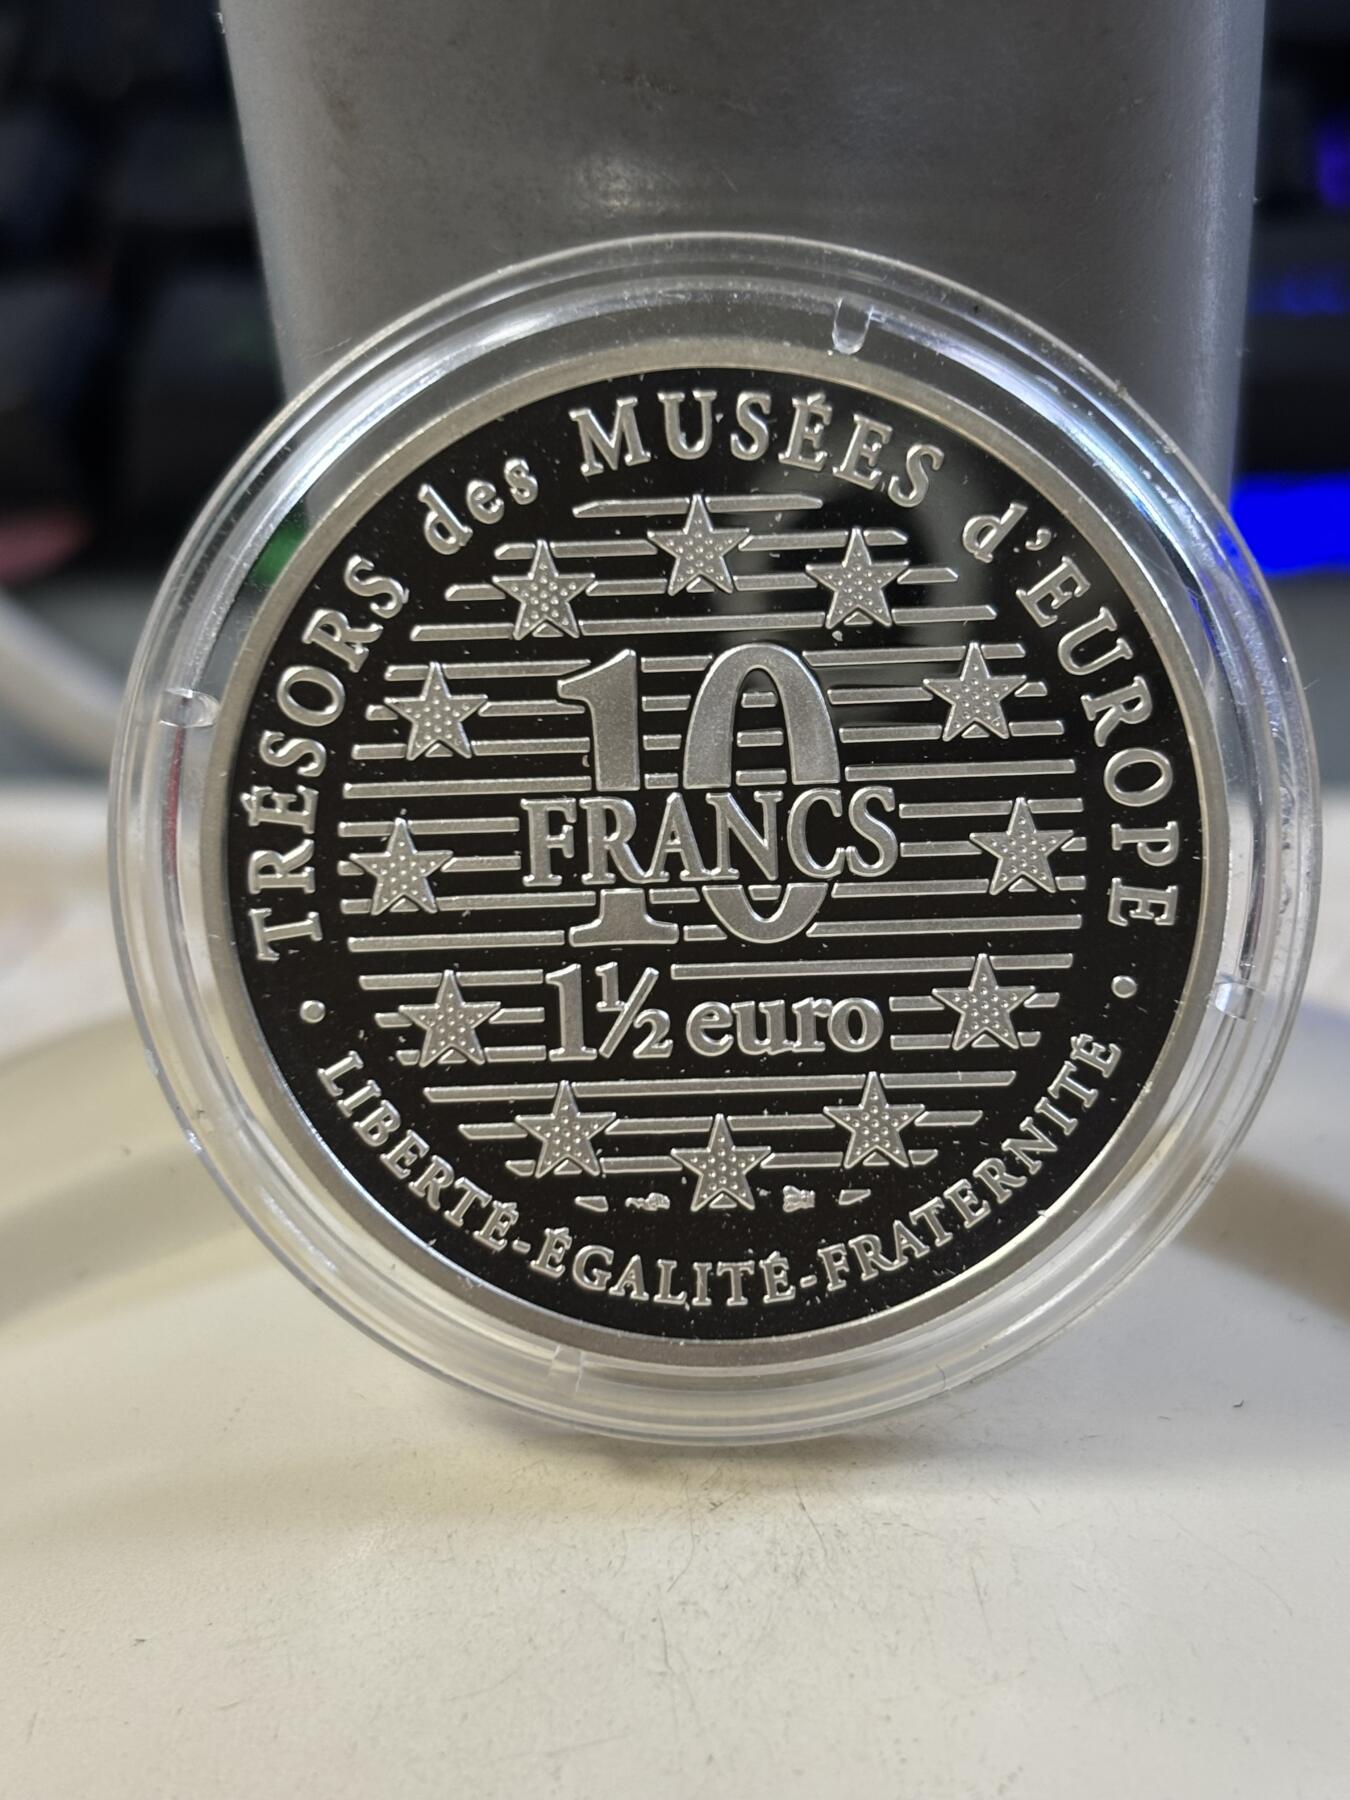 TRÉSORS des MUSÉES d'EUROPE
10
FRANCS
1½ euro
• LIBERTÉ-ÉGALITÉ-FRATERNITÉ •